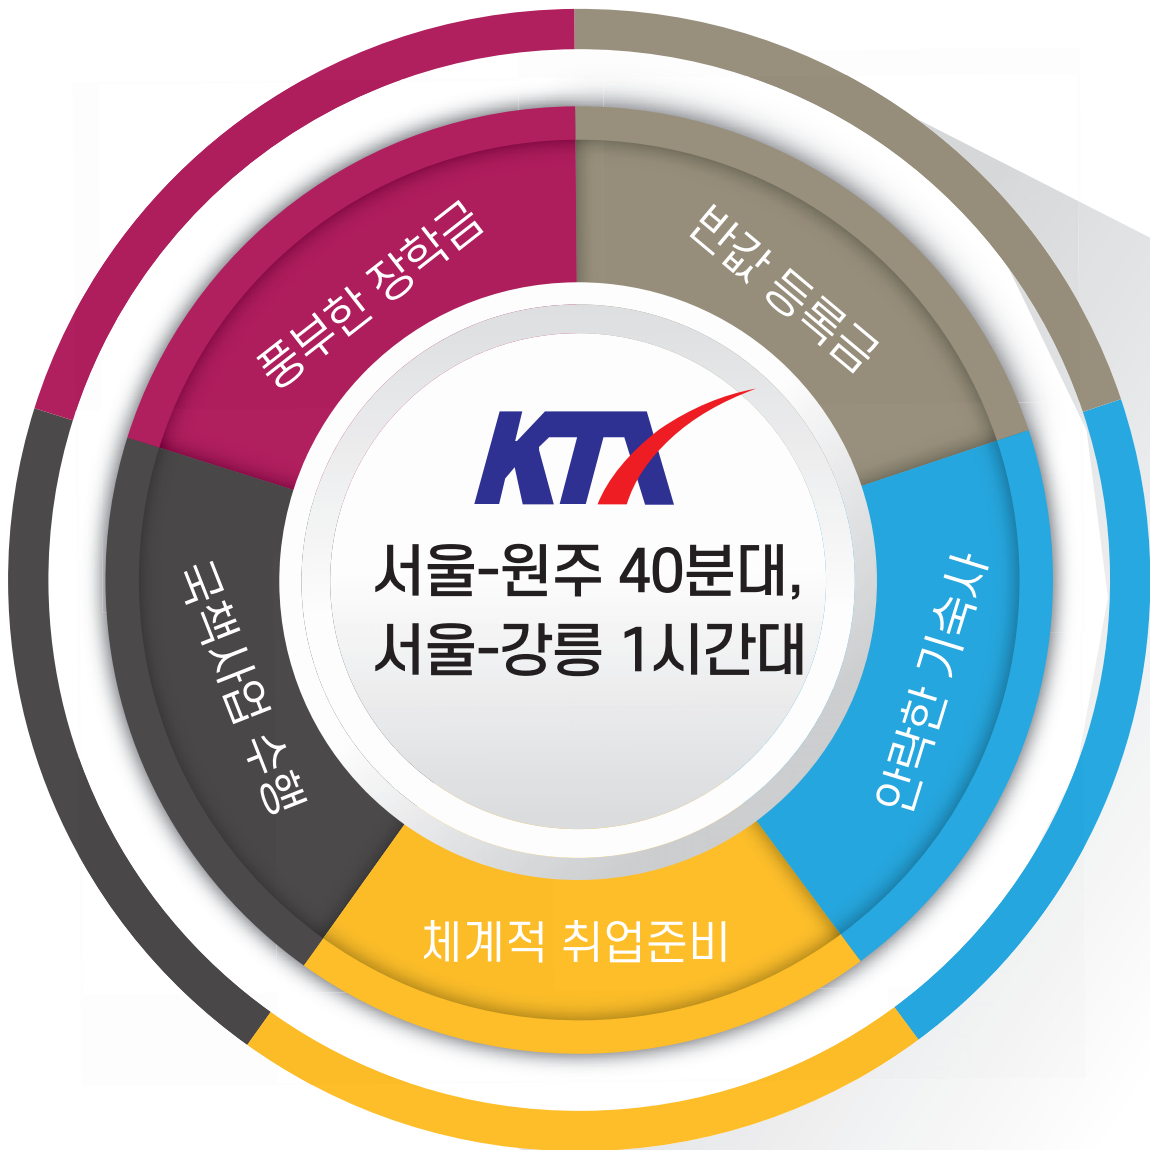 풍부한 장학금
반값 등록금
KTX
서울-원주 40분대,
서울-강릉 1시간대
국책사업 수행
안락한 기숙사
체계적 취업준비